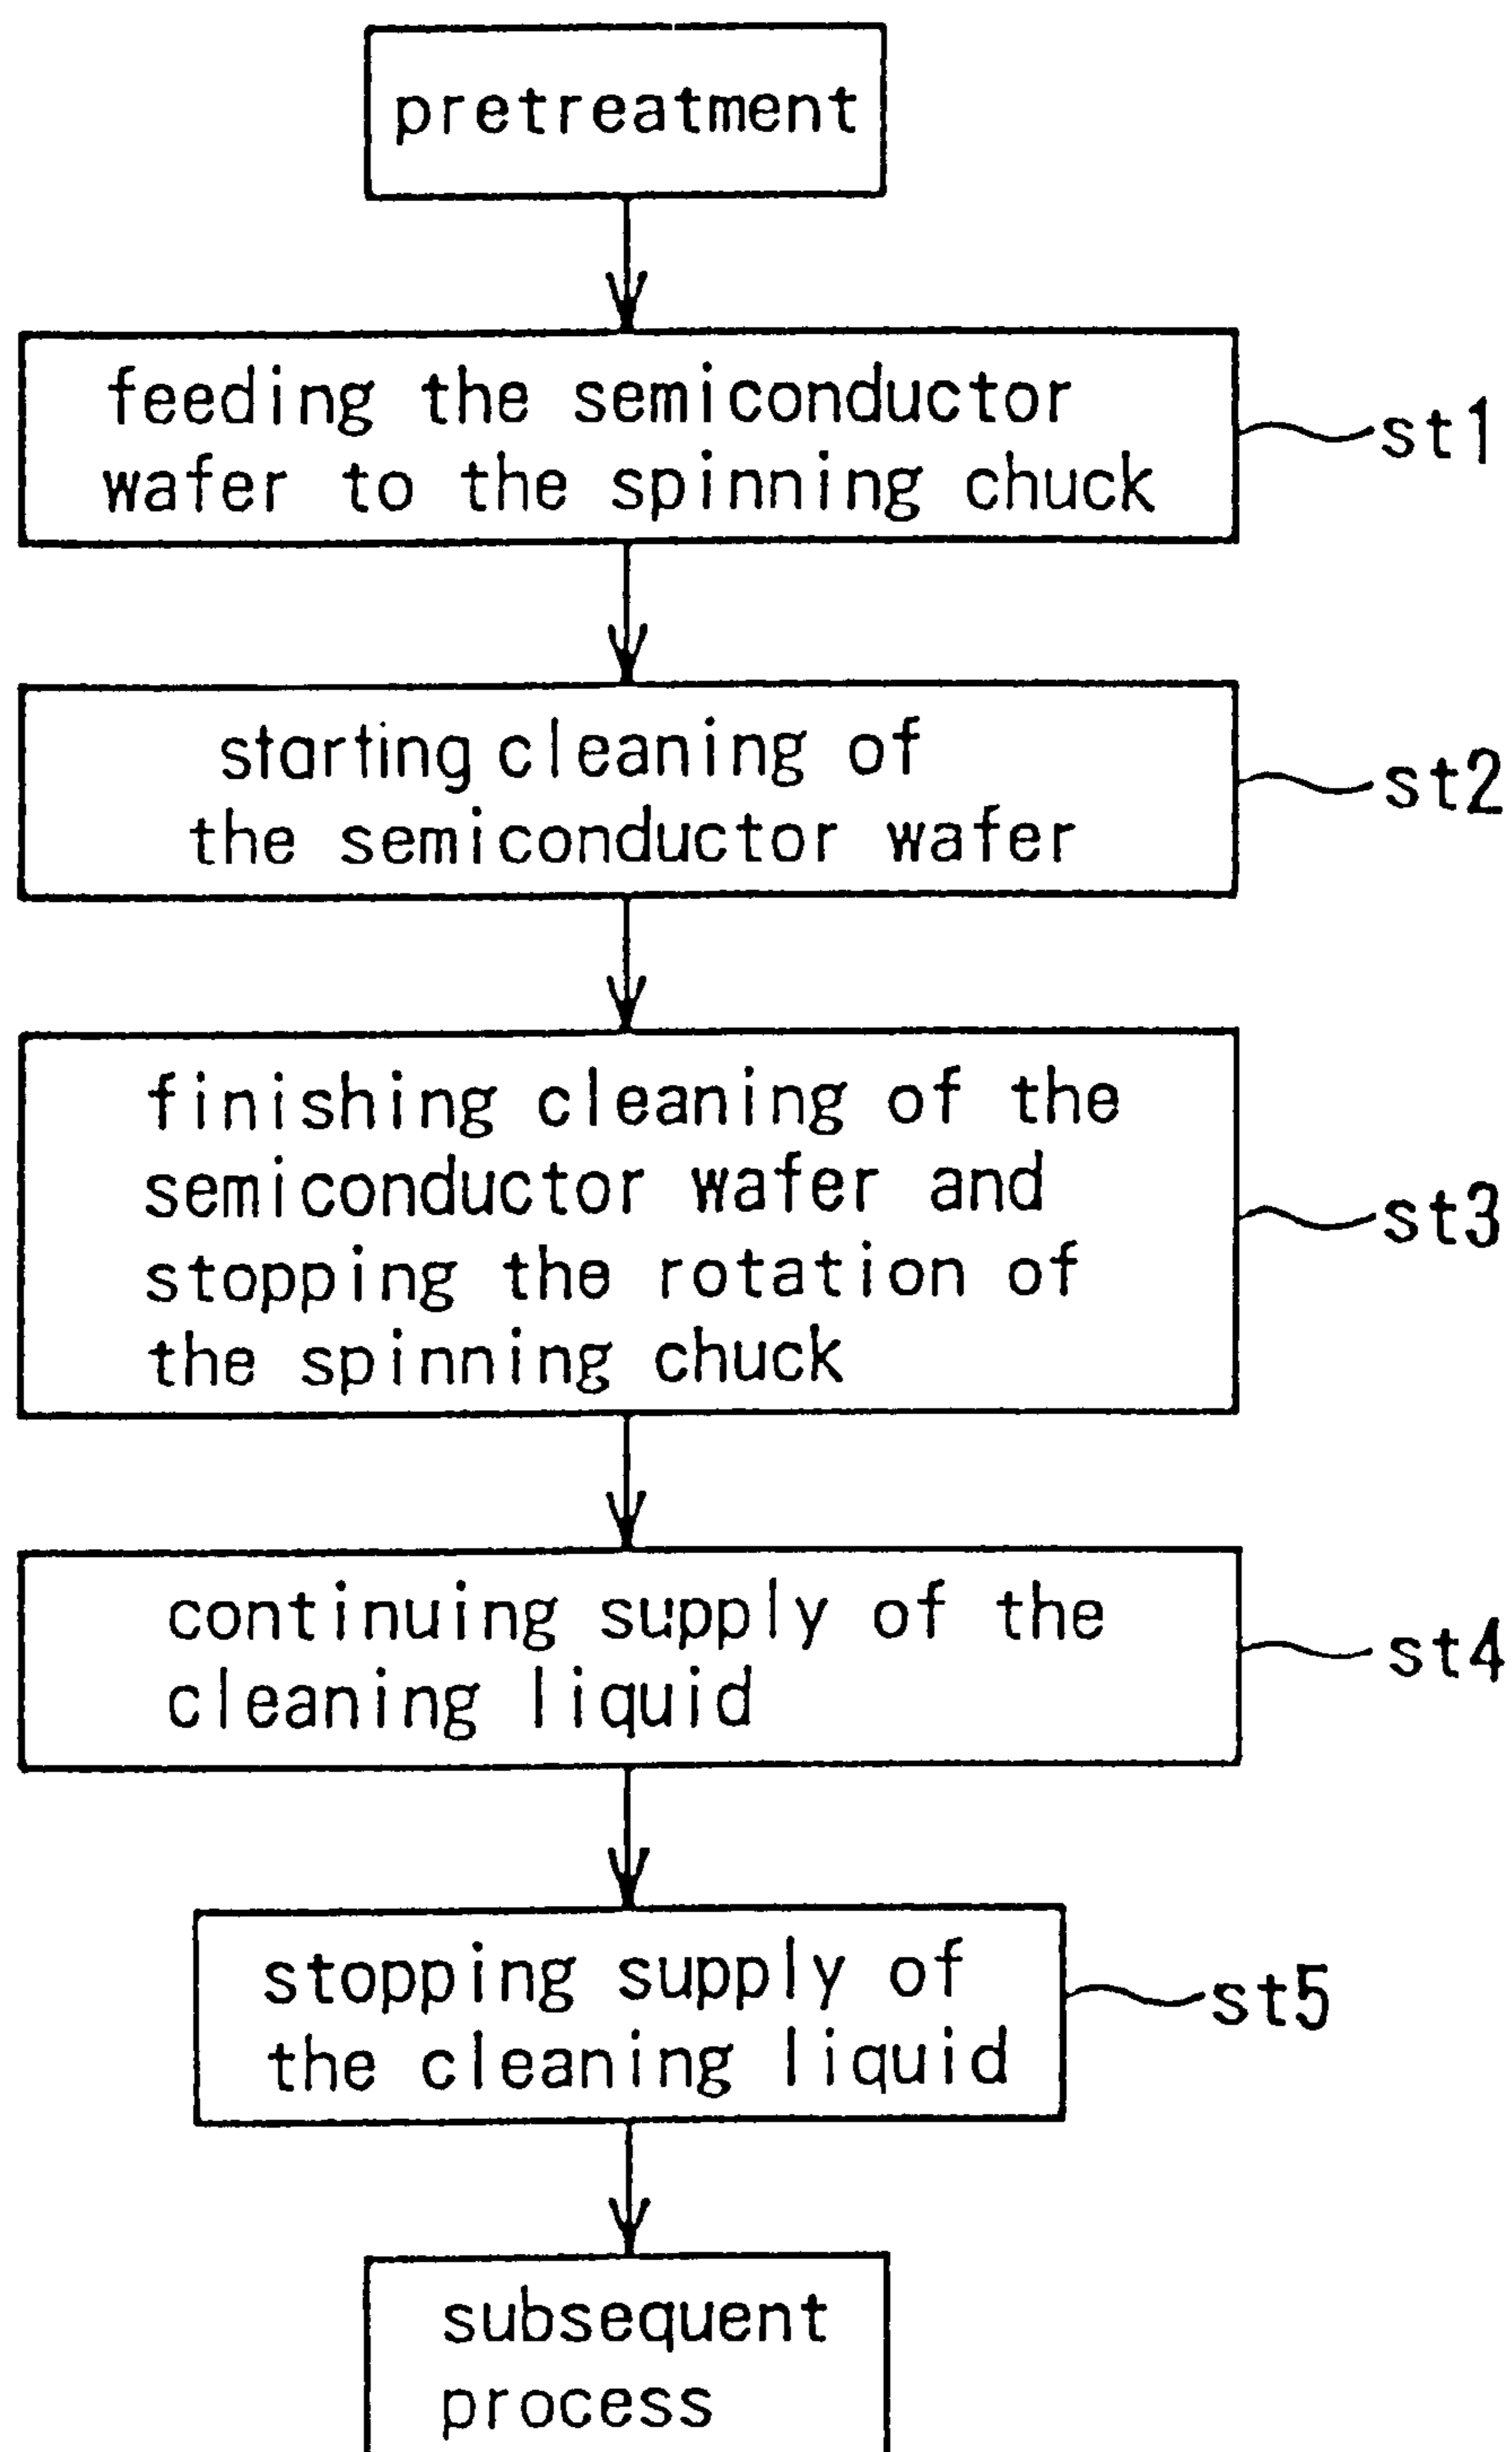 pretreatment
feeding the semiconductor
wafer to the spinning chuck
st1
starting cleaning of
the semiconductor wafer
st2
finishing cleaning of the
semiconductor wafer and
stopping the rotation of
the spinning chuck
st3
continuing supply of the
cleaning liquid
st4
stopping supply of
the cleaning liquid
st5
subsequent
process